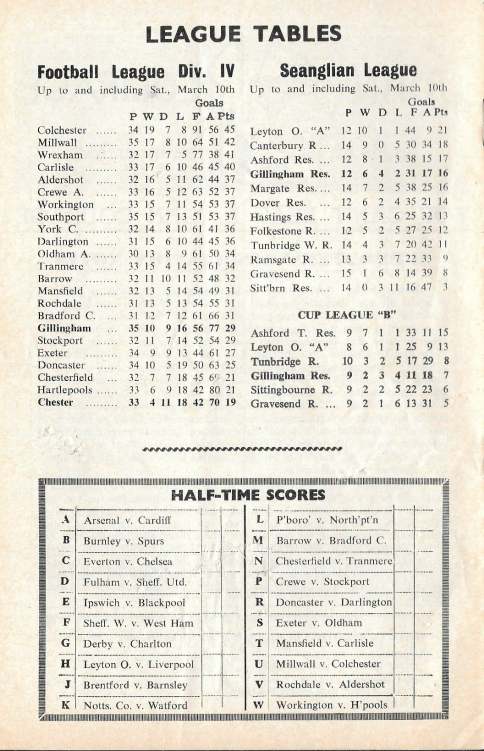 LEAGUE TABLES
Football League Div. IV
Up to and including Sat., March 10th
Goals
P W D L F A Pts
Colchester ...... 34 19 7 8 91 56 45
Millwall ......... 35 17 8 10 64 51 42
Wrexham ...... 32 17 7 5 77 38 41
Carlisle ......... 33 17 6 10 46 45 40
Aldershot ...... 32 16 5 11 62 44 37
Crewe A. ...... 33 16 5 12 63 52 37
Workington ... 33 15 7 11 54 53 37
Southport ...... 35 15 7 13 51 53 37
York C. ......... 32 14 8 10 61 41 36
Darlington ...... 31 15 6 10 44 45 36
Oldham A. ...... 30 13 8 9 61 50 34
Tranmere ...... 33 15 4 14 55 61 34
Barrow ......... 32 11 10 11 52 48 32
Mansfield ...... 32 13 5 14 54 49 31
Rochdale ...... 31 13 5 13 54 55 31
Bradford C. ... 31 12 7 12 61 66 31
Gillingham ... 35 10 9 16 56 77 29
Stockport ...... 32 11 7 14 52 54 29
Exeter ......... 34 9 9 13 44 61 27
Doncaster ...... 34 10 5 19 50 63 25
Chesterfield ... 32 7 7 18 45 69 21
Hartlepools ...... 33 6 9 18 42 80 21
Chester ......... 33 4 11 18 42 70 19
Seanglian League
Up to and including Sat., March 10th
Goals
P W D L F A Pts
Leyton O. "A" 12 10 1 1 44 9 21
Canterbury R ... 14 9 0 5 30 34 18
Ashford Res. ... 12 8 1 3 38 15 17
Gillingham Res. 12 6 4 2 31 17 16
Margate Res. ... 14 7 2 5 38 25 16
Dover Res. ... 12 6 2 4 35 21 14
Hastings Res. ... 14 5 3 6 25 32 13
Folkestone R. ... 12 5 2 5 27 25 12
Tunbridge W. R. 14 4 3 7 20 42 11
Ramsgate R. ... 13 3 3 7 22 33 9
Gravesend R. ... 15 1 6 8 14 39 8
Sitt'brn Res. ... 14 0 3 11 16 47 3
CUP LEAGUE "B"
Ashford T. Res. 9 7 1 1 33 11 15
Leyton O. "A" 8 6 1 1 25 9 13
Tunbridge R. 10 3 2 5 17 29 8
Gillingham Res. 9 2 3 4 11 18 7
Sittingbourne R. 9 2 2 5 22 23 6
Gravesend R. ... 9 2 1 6 13 31 5
HALF-TIME SCORES
A Arsenal v. Cardiff
B Burnley v. Spurs
C Everton v. Chelsea
D Fulham v. Sheff. Utd.
E Ipswich v. Blackpool
F Sheff. W. v. West Ham
G Derby v. Charlton
H Leyton O. v. Liverpool
J Brentford v. Barnsley
K Notts. Co. v. Watford
L P'boro' v. North'pt'n
M Barrow v. Bradford C.
N Chesterfield v. Tranmere
P Crewe v. Stockport
R Doncaster v. Darlington
S Exeter v. Oldham
T Mansfield v. Carlisle
U Millwall v. Colchester
V Rochdale v. Aldershot
W Workington v. H'pools